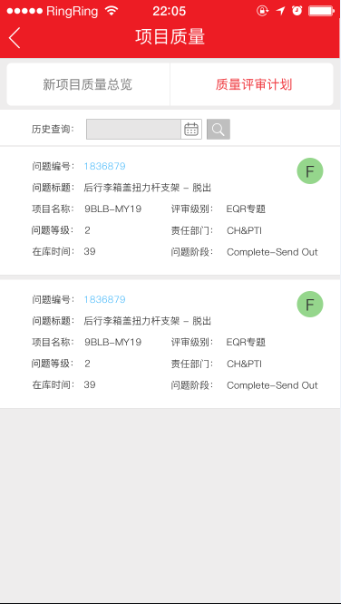 RingRing 22:05
项目质量
新项目质量总览 质量评审计划
历史查询：
问题编号： 1836879 F
问题标题： 后行李箱盖扭力杆支架 - 脱出
项目名称： 9BLB-MY19 评审级别： EQR专题
问题等级： 2 责任部门： CH&PTI
在库时间： 39 问题阶段： Complete-Send Out
问题编号： 1836879 F
问题标题： 后行李箱盖扭力杆支架 - 脱出
项目名称： 9BLB-MY19 评审级别： EQR专题
问题等级： 2 责任部门： CH&PTI
在库时间： 39 问题阶段： Complete-Send Out